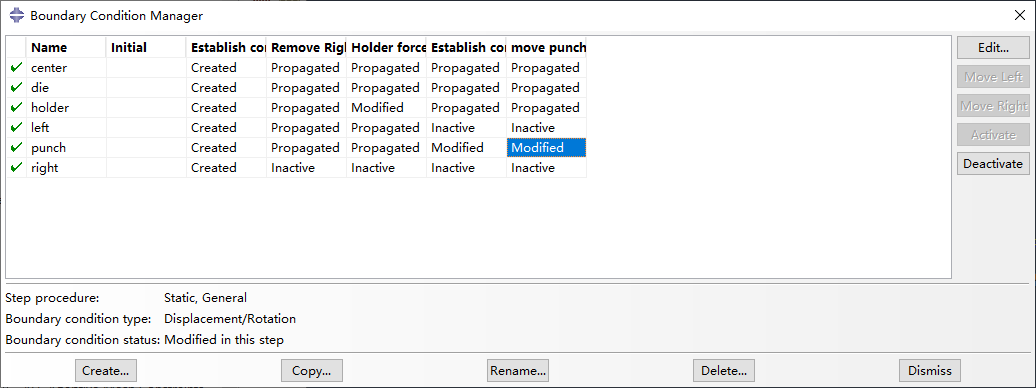 Boundary Condition Manager
Name Initial Establish con Remove Righ Holder force Establish con move punch
center Created Propagated Propagated Propagated Propagated
die Created Propagated Propagated Propagated Propagated
holder Created Propagated Modified Propagated Propagated
left Created Propagated Propagated Inactive Inactive
punch Created Propagated Propagated Modified Modified
right Created Inactive Inactive Inactive Inactive
Edit...
Move Left
Move Right
Activate
Deactivate
Step procedure: Static, General
Boundary condition type: Displacement/Rotation
Boundary condition status: Modified in this step
Create... Copy... Rename... Delete... Dismiss